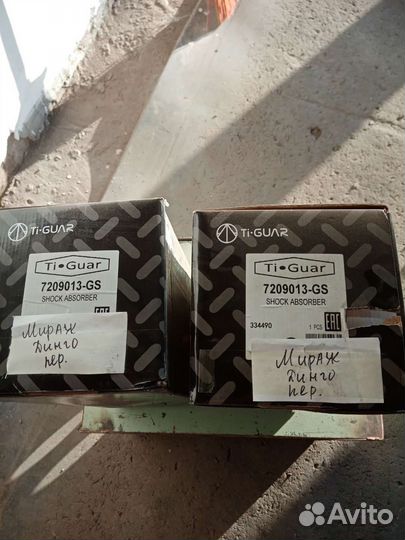 Ti-GUAR
Ti•Guar
7209013-GS
SHOCK ABSORBER
EAC
Мираж
Динго
пер.
Ti-GUAR
Ti•Guar
7209013-GS
SHOCK ABSORBER
334490 1 PCS EAC
Мираж
Динго
пер.
Avito